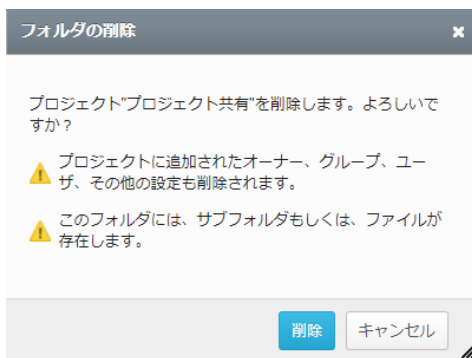 フォルダの削除
プロジェクト"プロジェクト共有"を削除します。よろしいで
すか?
プロジェクトに追加されたオーナー、グループ、ユー
ザ、その他の設定も削除されます。
このフォルダには、サブフォルダもしくは、ファイルが
存在します。
削除 キャンセル